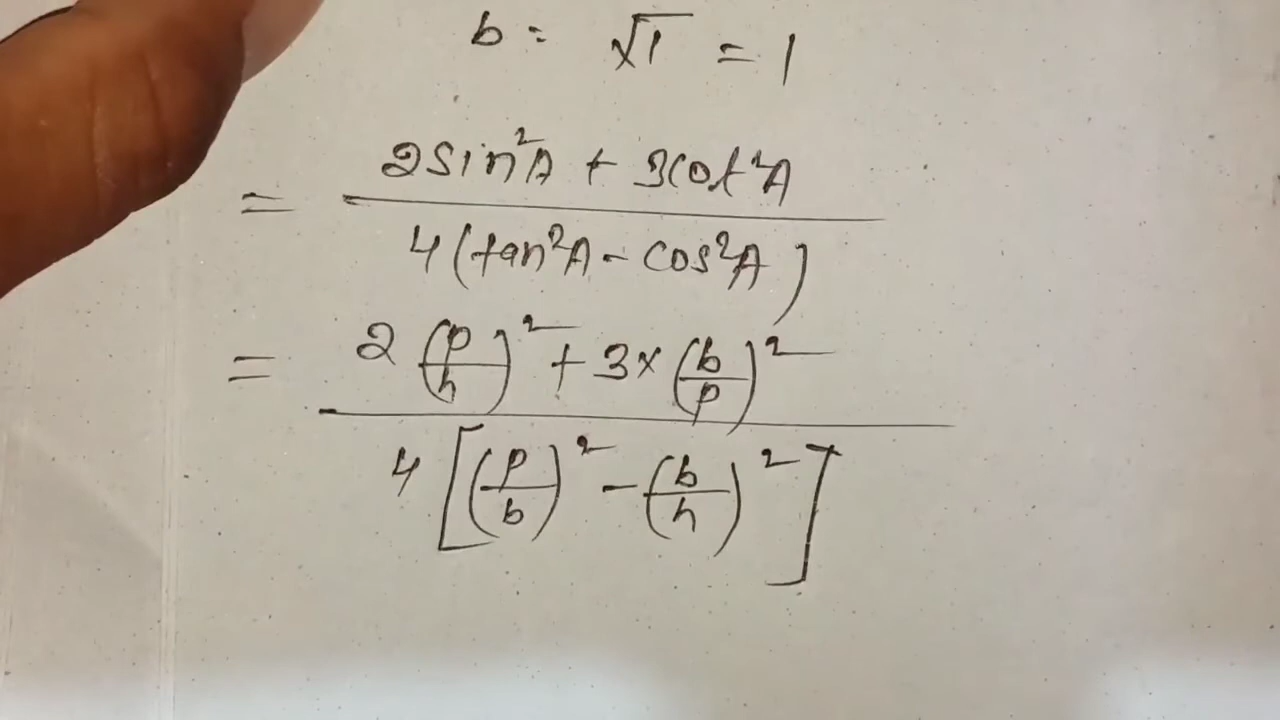 b = √1 = 1
= 2sin²A + 3cot²A
4(tan²A - cos²A)
= 2(p/h)² + 3×(b/p)²
4[(p/b)² - (b/h)²]